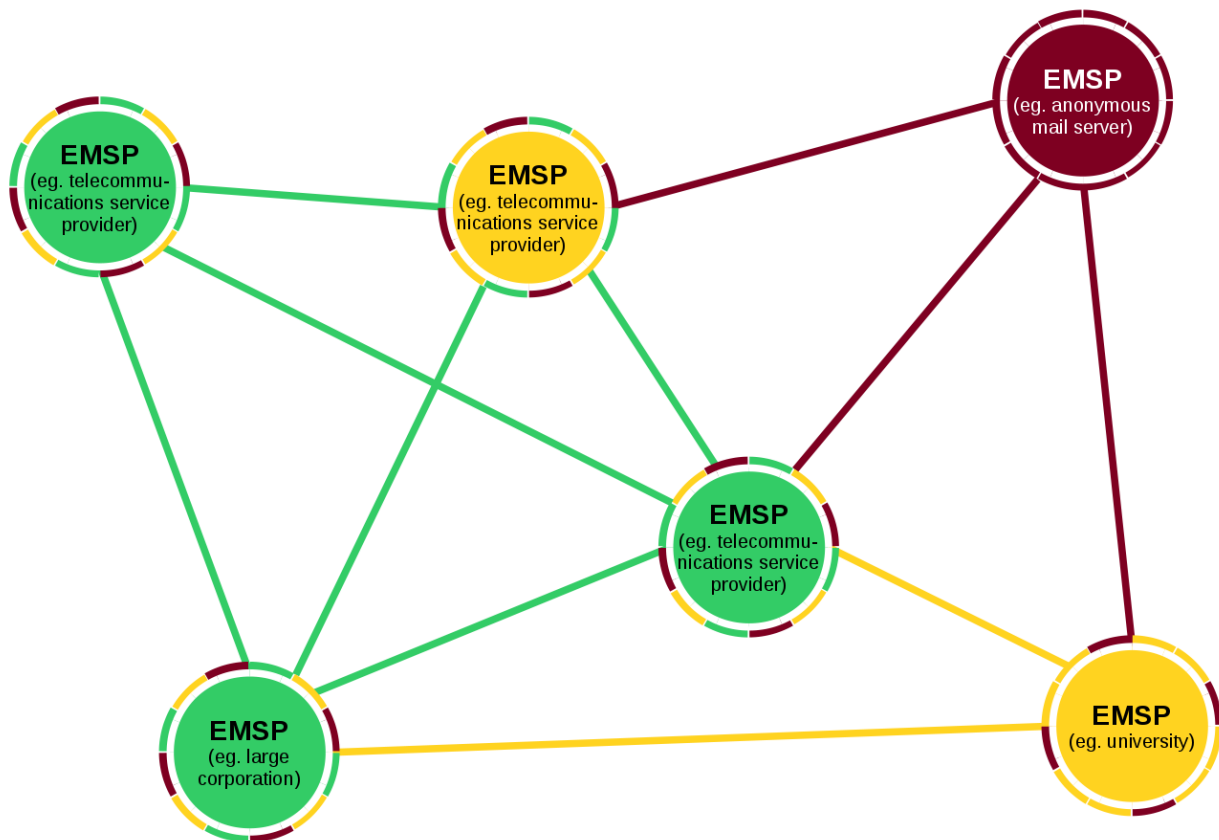 EMSP
(eg. anonymous
mail server)
EMSP
(eg. telecommu-
nications service
provider)
EMSP
(eg. telecommu-
nications service
provider)
EMSP
(eg. telecommu-
nications service
provider)
EMSP
(eg. university)
EMSP
(eg. large
corporation)